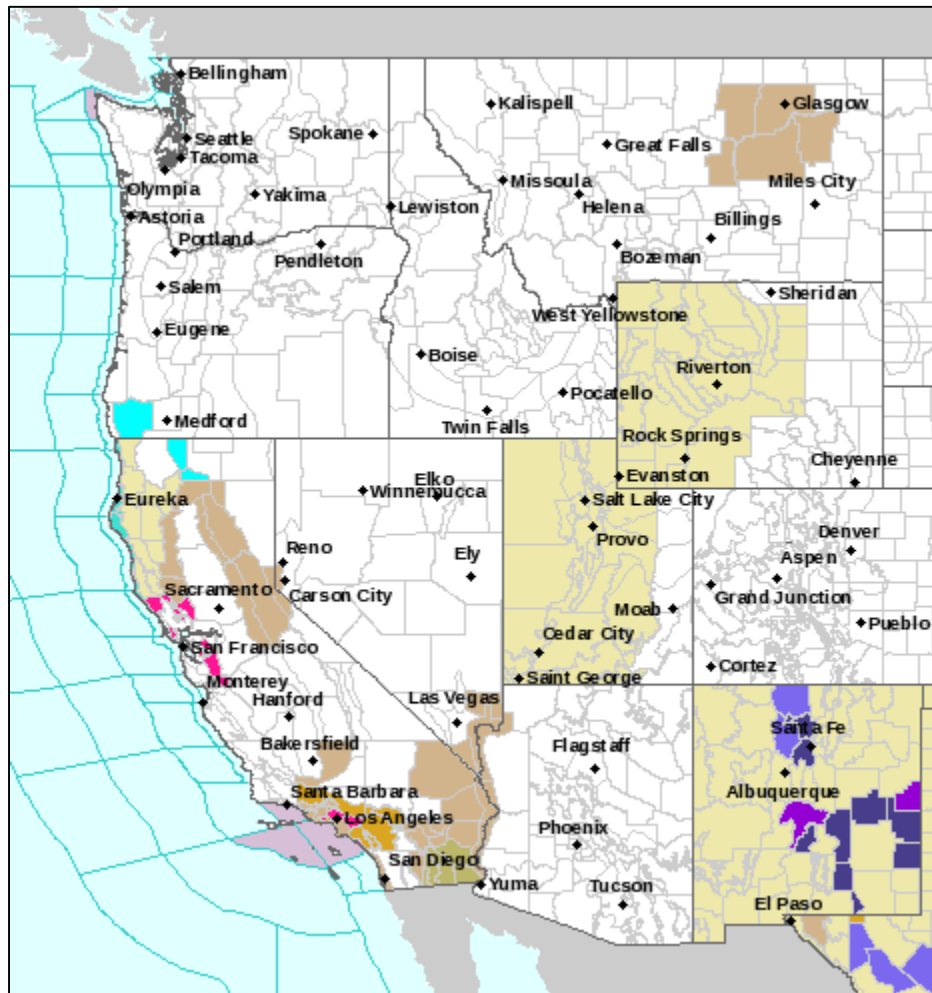 Bellingham
Kalispell
Glasgow
Seattle
Spokane
Great Falls
Tacoma
Missoula
Miles City
Olympia
Yakima
Lewiston
Helena
Astoria
Billings
Portland
Pendleton
Bozeman
Salem
Sheridan
West Yellowstone
Eugene
Boise
Riverton
Pocatello
Medford
Twin Falls
Rock Springs
Cheyenne
Elko
Evanston
Eureka
Winnemucca
Salt Lake City
Provo
Denver
Reno
Ely
Aspen
Sacramento
Carson City
Grand Junction
Moab
Pueblo
Cedar City
San Francisco
Cortez
Saint George
Monterey
Hanford
Las Vegas
Santa Fe
Bakersfield
Flagstaff
Albuquerque
Santa Barbara
Los Angeles
Phoenix
San Diego
Yuma
Tucson
El Paso